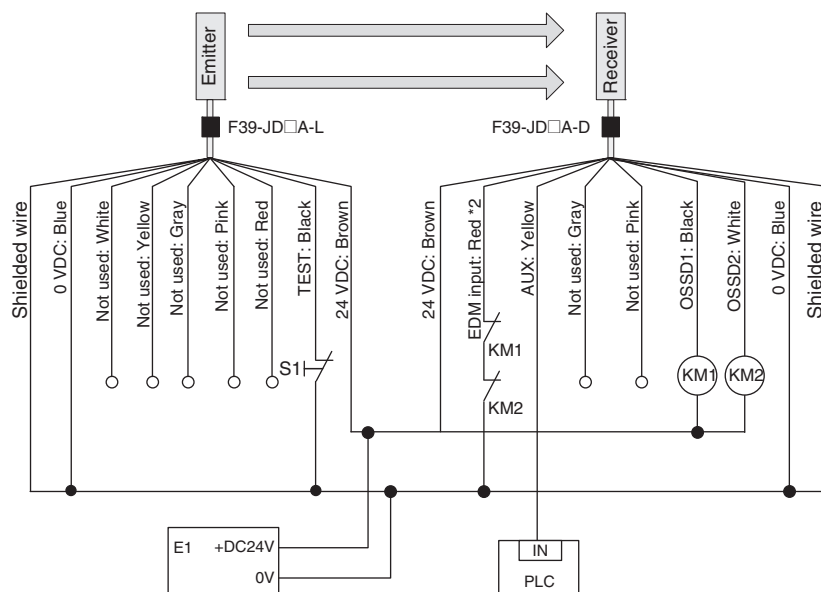 Emitter
Receiver
F39-JD□A-L
F39-JD□A-D
Shielded wire
0 VDC: Blue
Not used: White
Not used: Yellow
Not used: Gray
Not used: Pink
Not used: Red
TEST: Black
24 VDC: Brown
24 VDC: Brown
EDM input: Red *2
AUX: Yellow
Not used: Gray
Not used: Pink
OSSD1: Black
OSSD2: White
0 VDC: Blue
Shielded wire
S1
KM1
KM2
KM1
KM2
E1
+DC24V
0V
IN
PLC